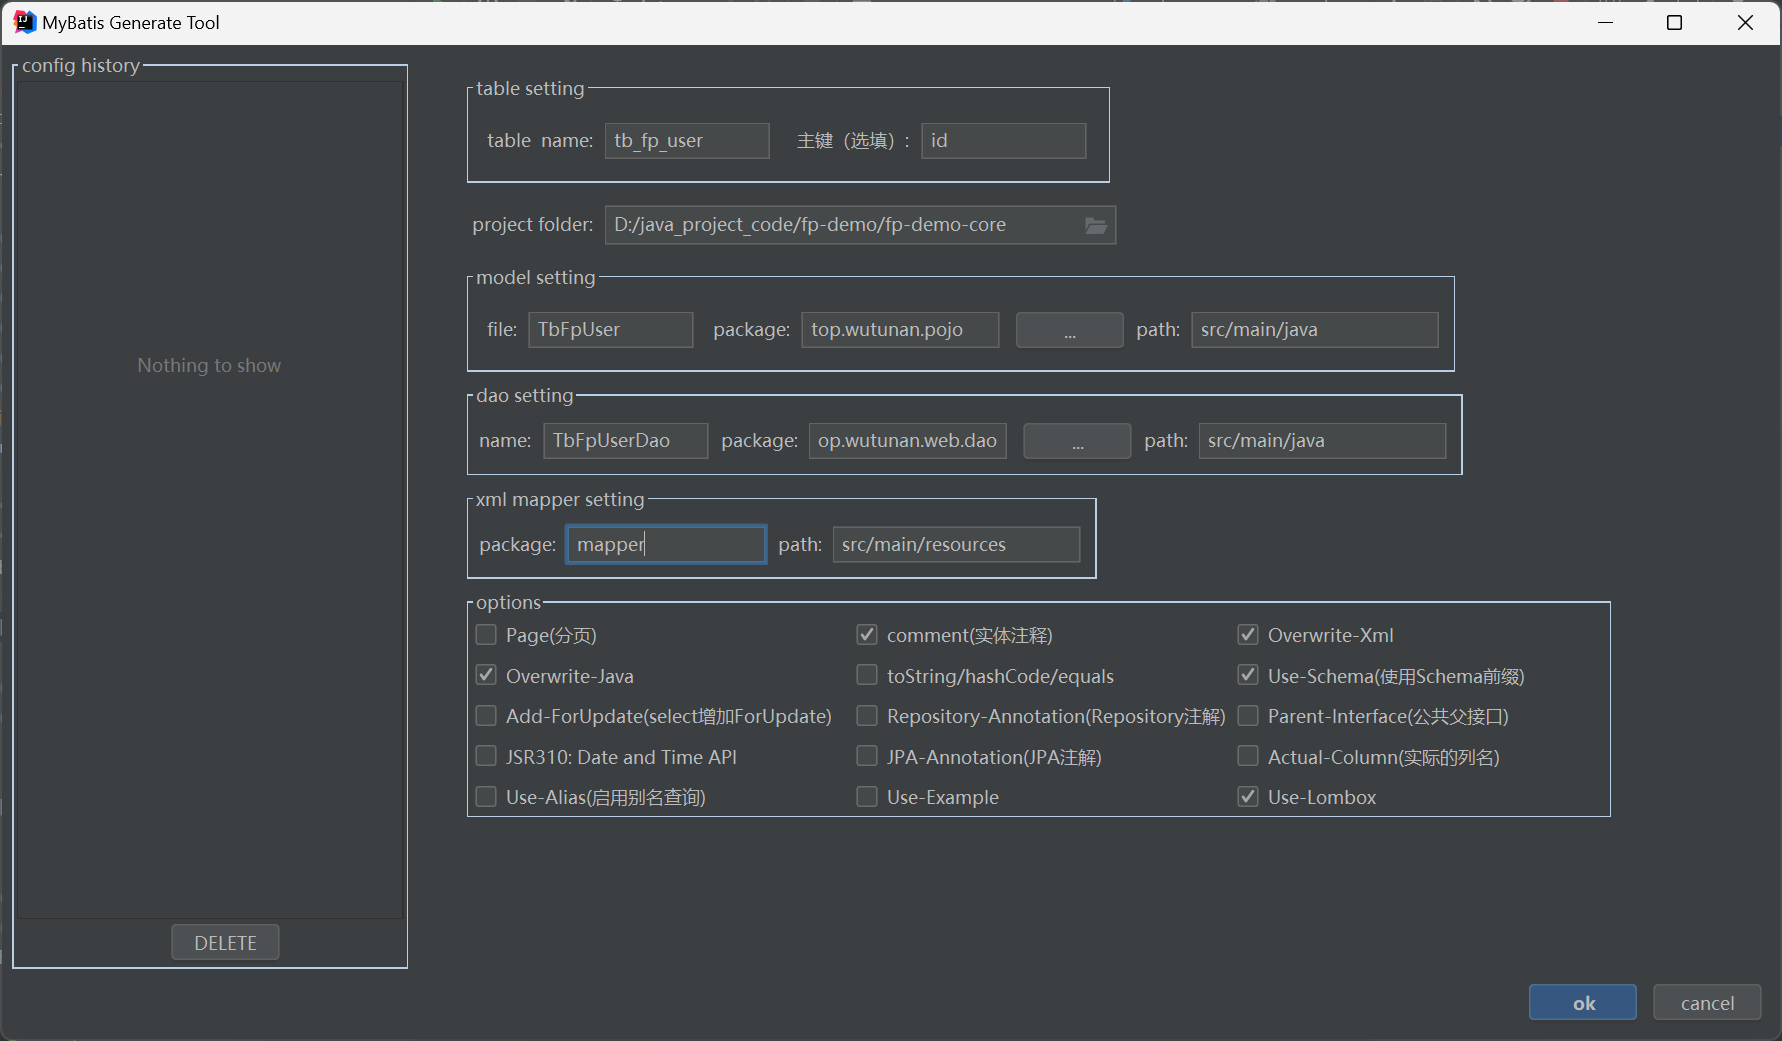 MyBatis Generate Tool
config history
Nothing to show
DELETE
table setting
table name: tb_fp_user 主键（选填）: id
project folder: D:/java_project_code/fp-demo/fp-demo-core
model setting
file: TbFpUser package: top.wutunan.pojo ... path: src/main/java
dao setting
name: TbFpUserDao package: op.wutunan.web.dao ... path: src/main/java
xml mapper setting
package: mapper path: src/main/resources
options
Page(分页) comment(实体注释) Overwrite-Xml
Overwrite-Java toString/hashCode/equals Use-Schema(使用Schema前缀)
Add-ForUpdate(select增加ForUpdate) Repository-Annotation(Repository注解) Parent-Interface(公共父接口)
JSR310: Date and Time API JPA-Annotation(JPA注解) Actual-Column(实际的列名)
Use-Alias(启用别名查询) Use-Example Use-Lombox
ok cancel